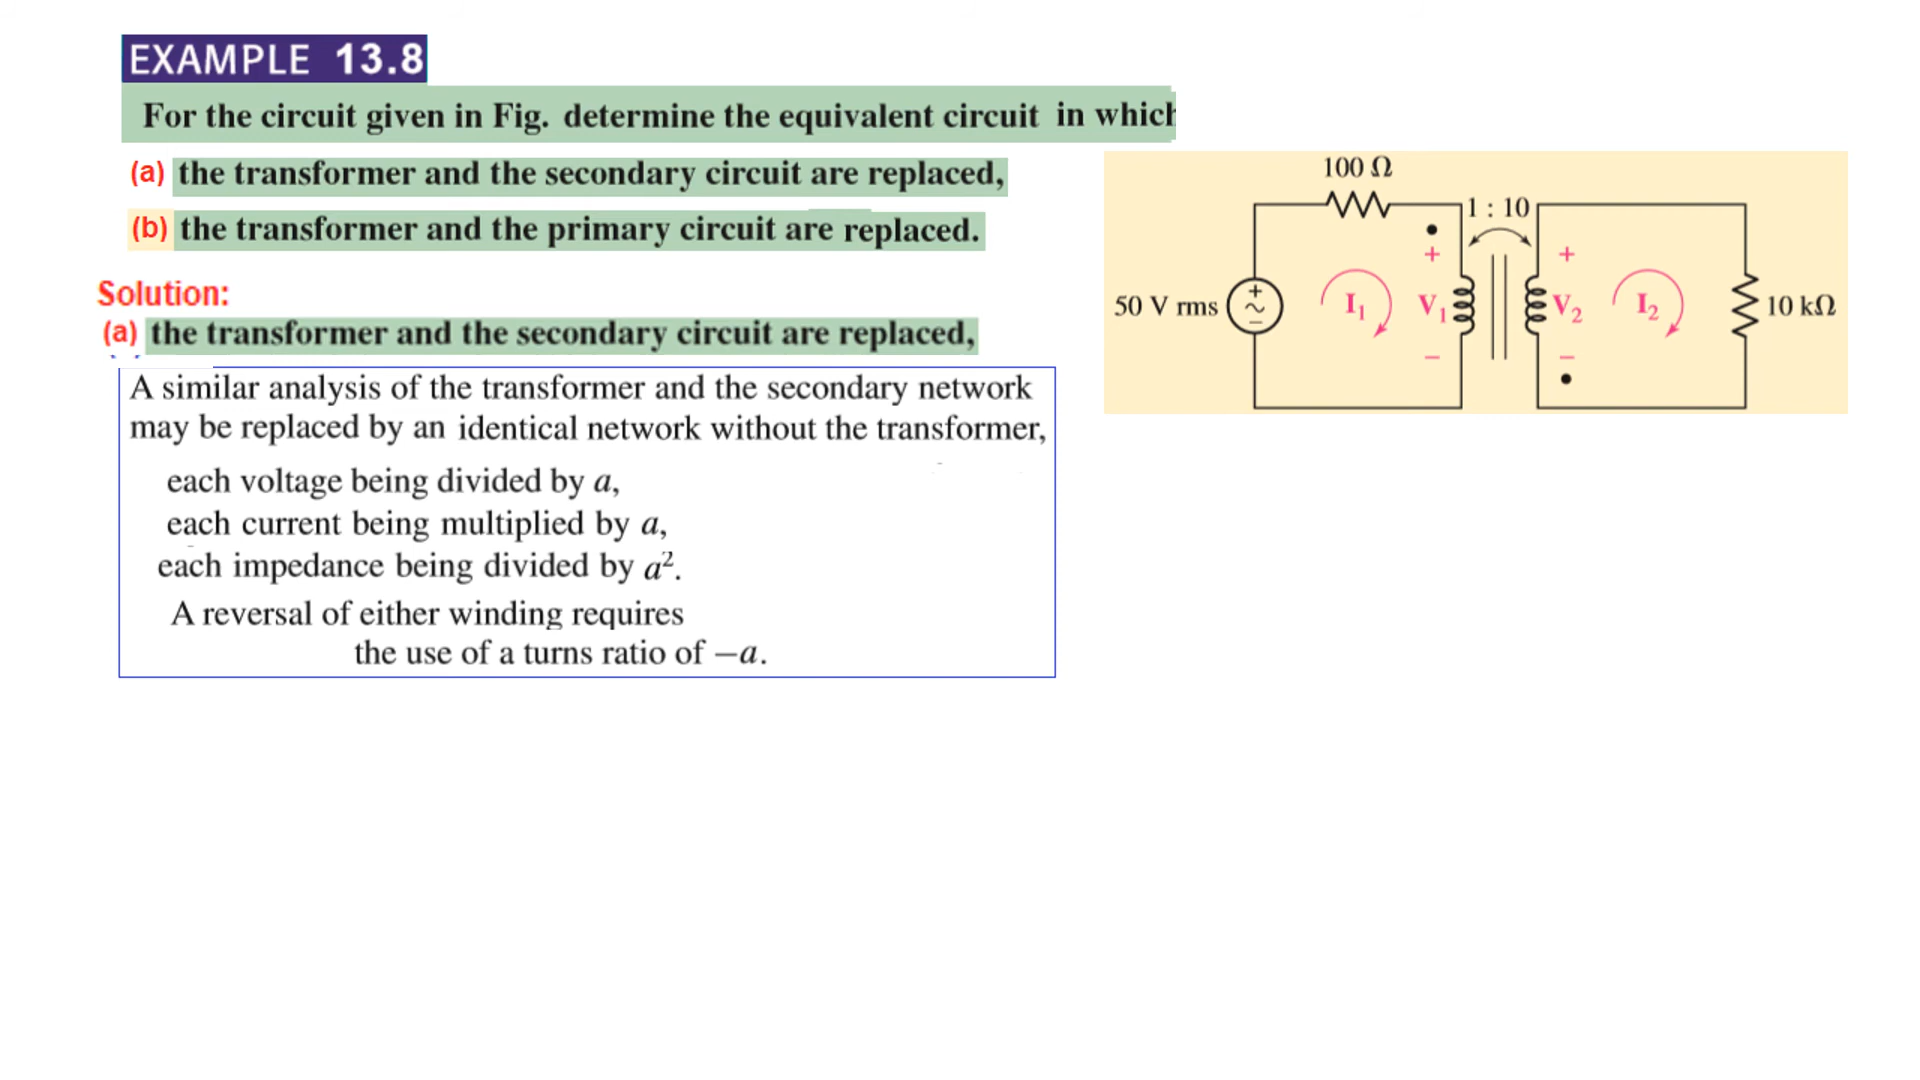 EXAMPLE 13.8
For the circuit given in Fig. determine the equivalent circuit in which
(a) the transformer and the secondary circuit are replaced,
(b) the transformer and the primary circuit are replaced.
Solution:
(a) the transformer and the secondary circuit are replaced,
A similar analysis of the transformer and the secondary network
may be replaced by an identical network without the transformer,
each voltage being divided by a,
each current being multiplied by a,
each impedance being divided by a².
A reversal of either winding requires
the use of a turns ratio of −a.
100 Ω
1 : 10
+ +
50 V rms + − I₁ V₁ V₂ I₂ 10 kΩ
− −